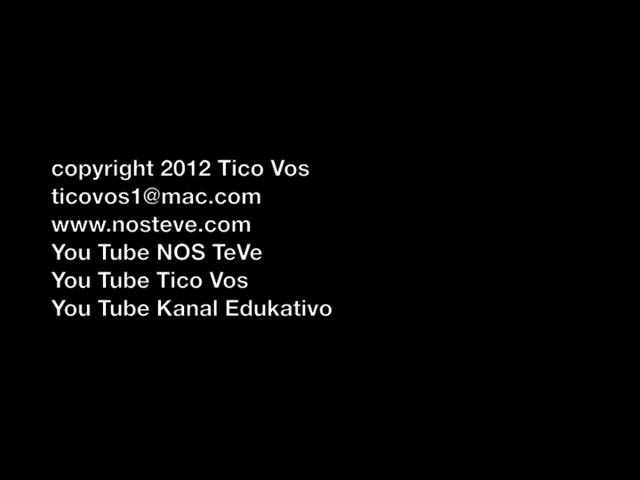 copyright 2012 Tico Vos
ticovos1@mac.com
www.nosteve.com
You Tube NOS TeVe
You Tube Tico Vos
You Tube Kanal Edukativo